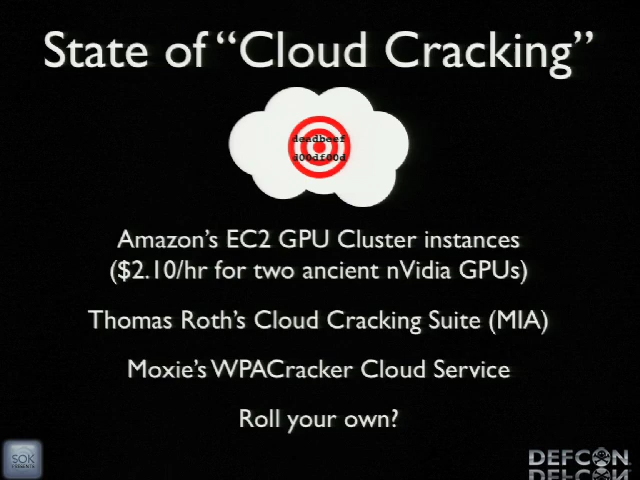 State of “Cloud Cracking”
deadbeef
d00df00d
Amazon’s EC2 GPU Cluster instances
($2.10/hr for two ancient nVidia GPUs)
Thomas Roth’s Cloud Cracking Suite (MIA)
Moxie’s WPACracker Cloud Service
Roll your own?
SOK
DEFCON